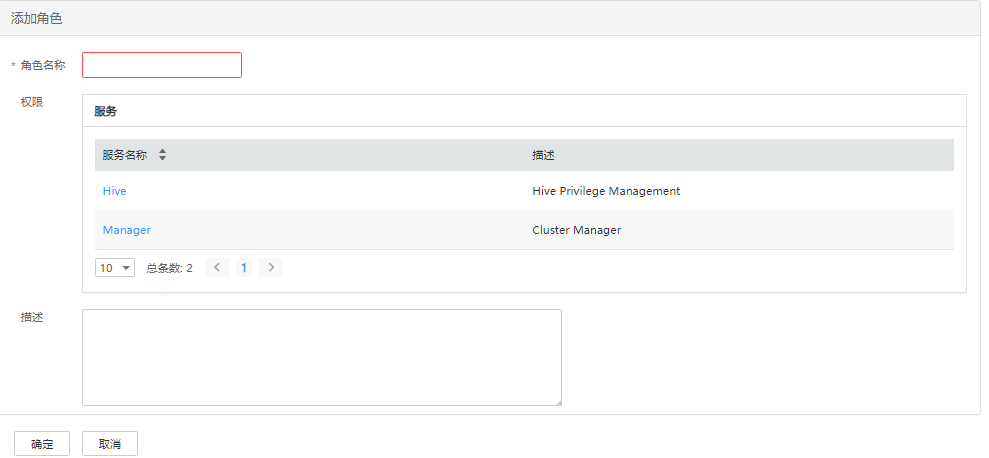 添加角色
* 角色名称
权限
服务
服务名称 描述
Hive Hive Privilege Management
Manager Cluster Manager
10 总条数: 2 < 1 >
描述
确定 取消